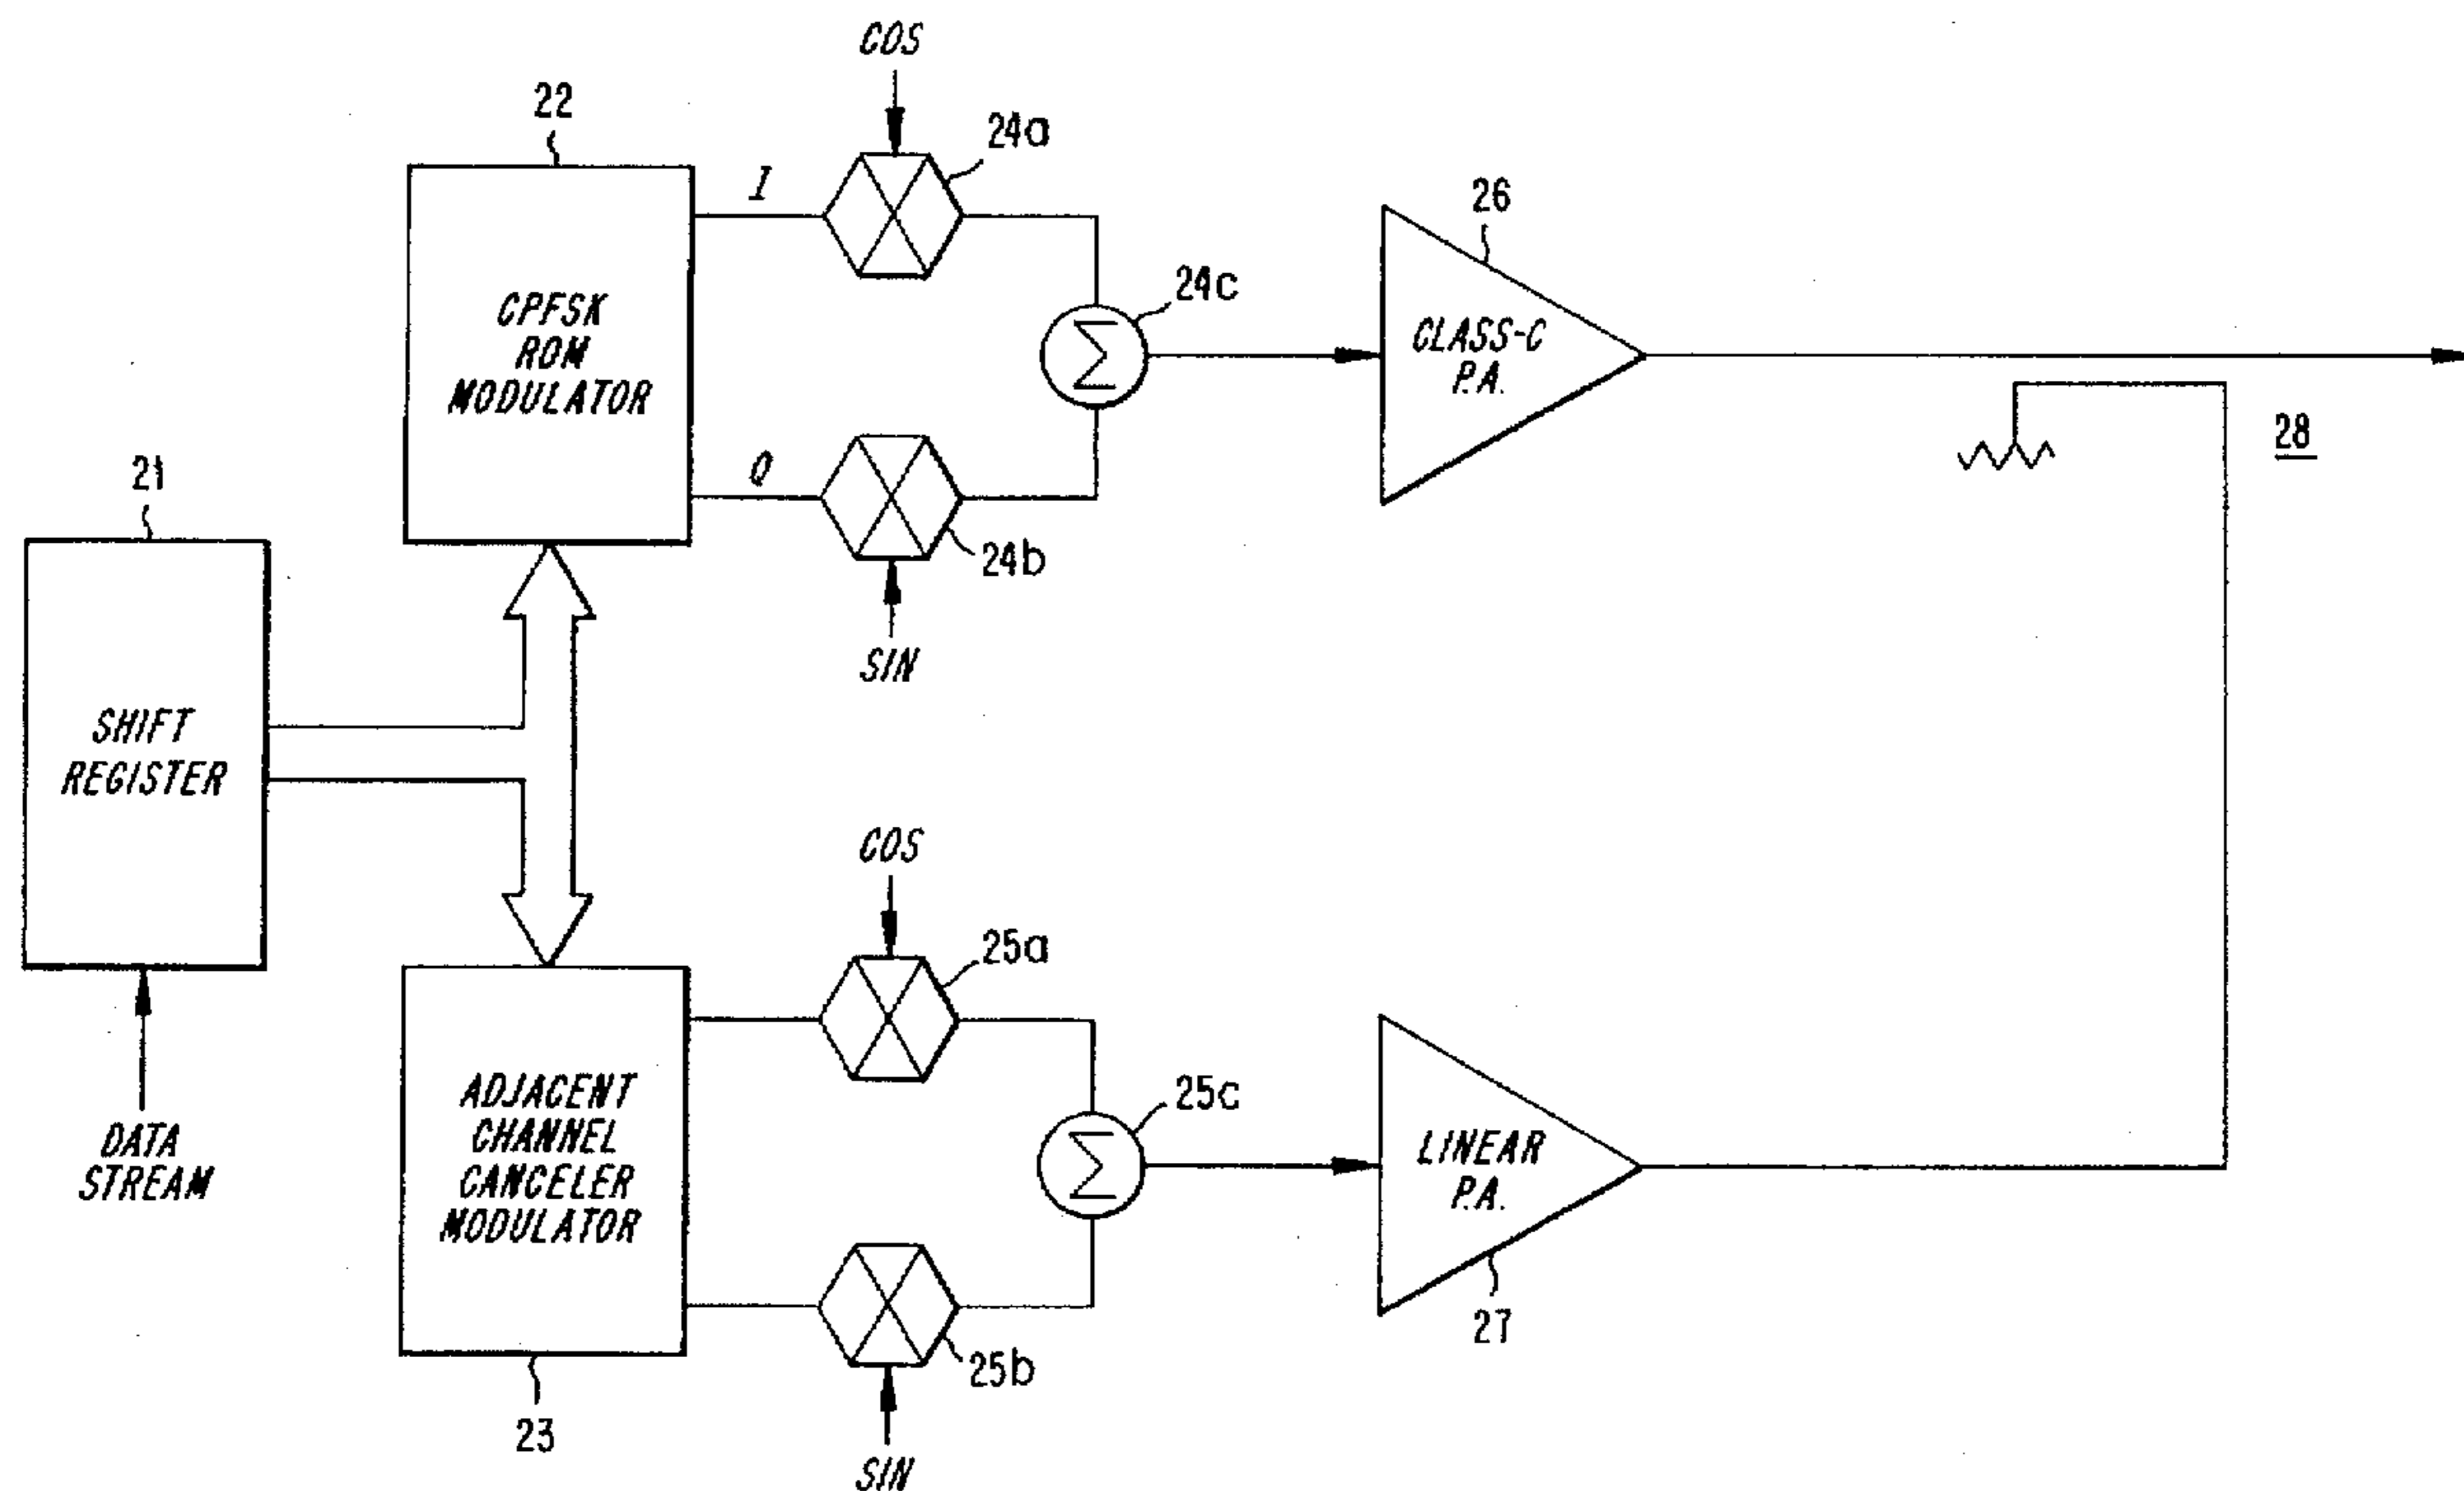 COS
22
24a
I
CPFSK
ROM
MODULATOR
24c
26
CLASS-C
P.A.
28
Q
24b
SIN
21
SHIFT
REGISTER
DATA
STREAM
COS
25a
ADJACENT
CHANNEL
CANCELER
MODULATOR
25c
LINEAR
P.A.
27
25b
23
SIN
Σ
Σ